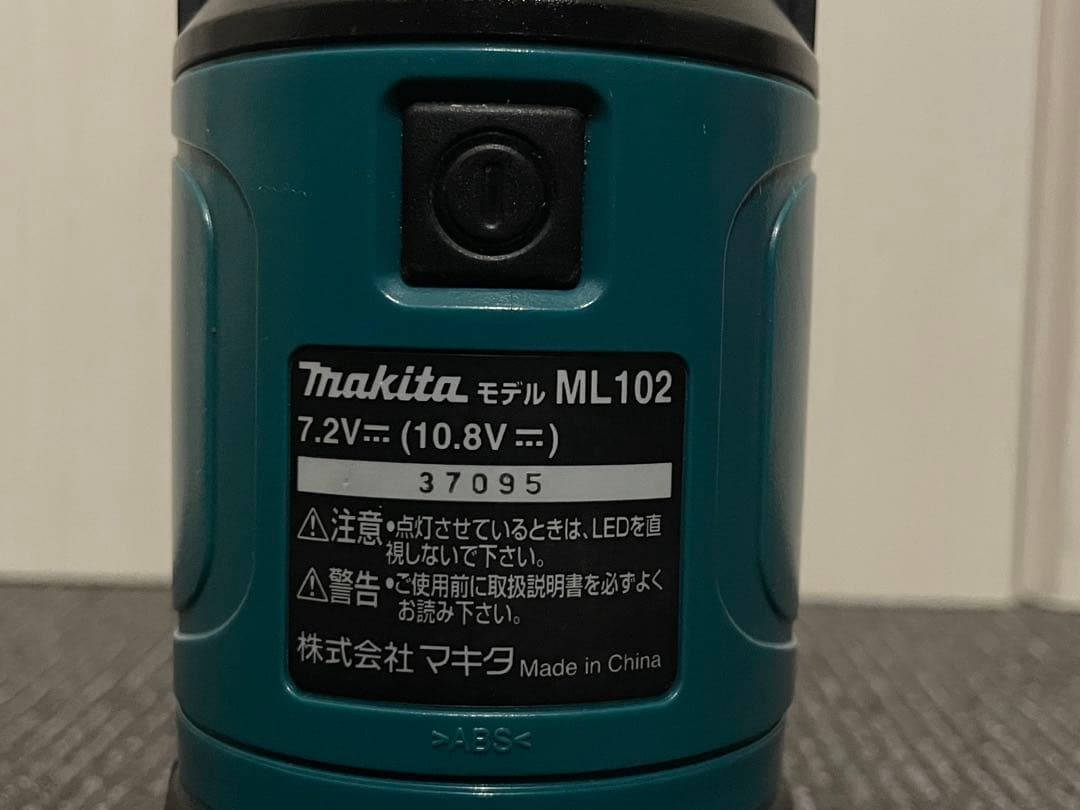 makita モデル ML102
7.2V⎓ (10.8V⎓)
37095
⚠注意 •点灯させているときは、LEDを直
視しないで下さい。
⚠警告 •ご使用前に取扱説明書を必ずよく
お読み下さい。
株式会社 マキタ Made in China
>ABS<